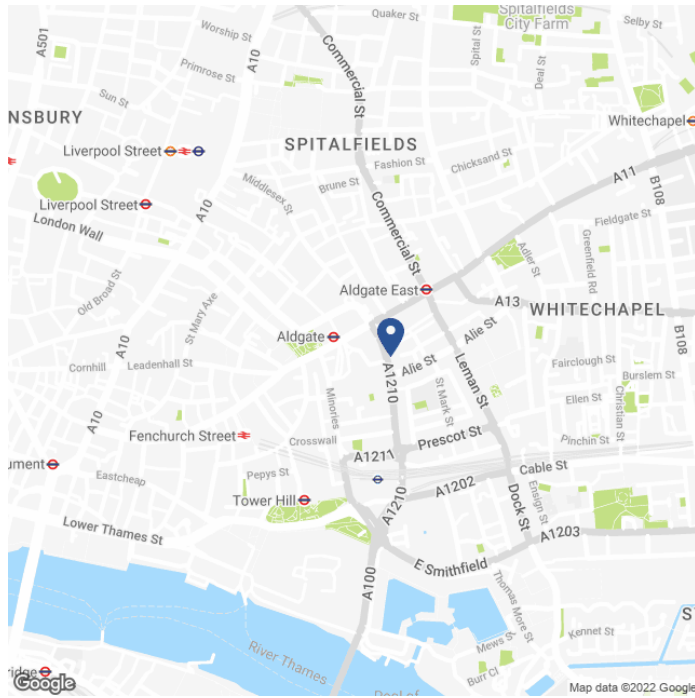 Quaker St
Spitalfields
City Farm
Selby St
Worship St
A501
A10
Commercial St
Spital St
Deal St
Primrose St
Sun St
NSBURY
Whitechapel
Liverpool Street
SPITALFIELDS
Fashion St
Chicksand St
A11
B108
Middlesex St
Brune St
Liverpool Street
A10
Commercial St
Fieldgate St
London Wall
Adler St
Greenfield Rd
Old Broad St
St Mary Axe
Aldgate East
A13
WHITECHAPEL
B108
Aldgate
Alie St
A10
Cornhill
Leadenhall St
Alie St
Leman St
Fairclough St
Burslem St
A1210
Minories
St Mark St
Ellen St
Christian St
A10
Fenchurch Street
Crosswall
Prescot St
Pinchin St
A1211
ument
Eastcheap
Pepys St
Cable St
A1202
Tower Hill
A1210
Dock St
Ensign St
Lower Thames St
A1203
E Smithfield
A100
Thomas More St
S
Kennet St
River Thames
Mews St
Burr Cl
Pool of
ridge
Google
Map data ©2022 Google